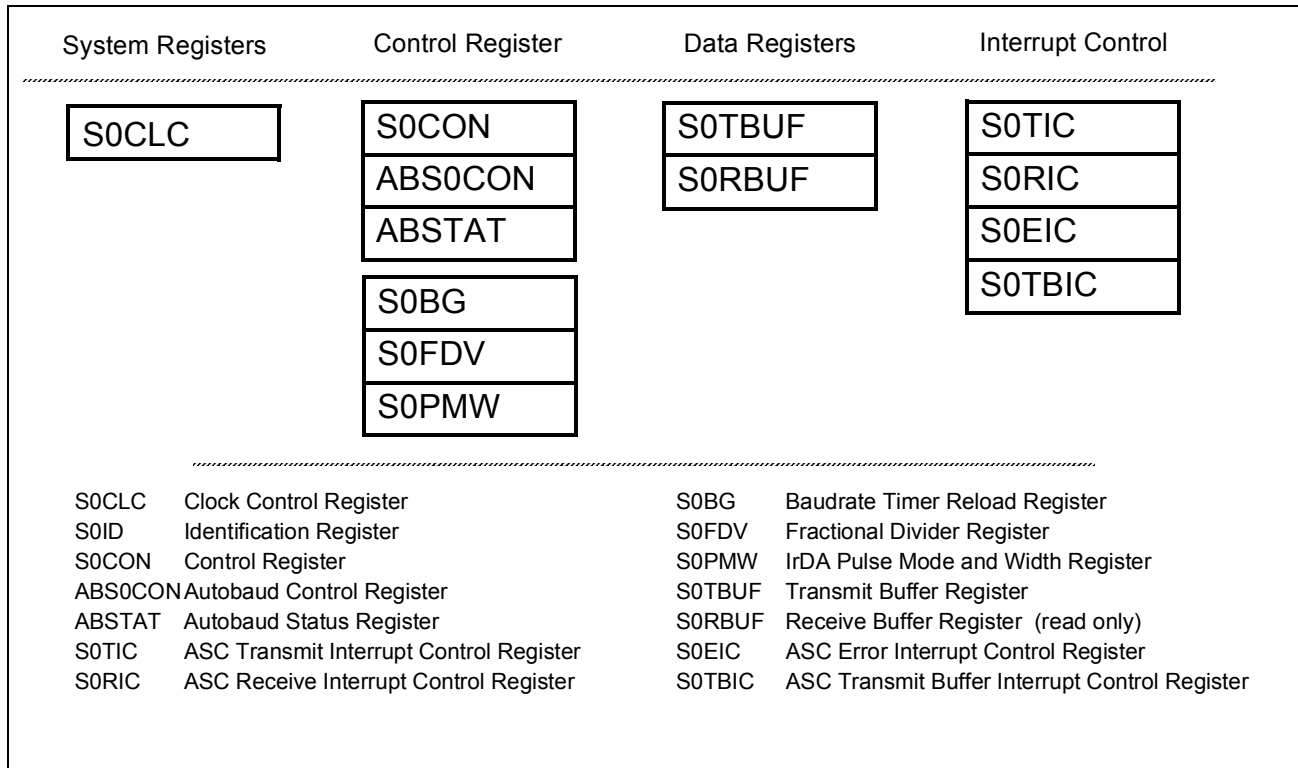 System Registers
Control Register
Data Registers
Interrupt Control
S0CLC
S0CON
ABS0CON
ABSTAT
S0BG
S0FDV
S0PMW
S0TBUF
S0RBUF
S0TIC
S0RIC
S0EIC
S0TBIC
S0CLC Clock Control Register
S0ID Identification Register
S0CON Control Register
ABS0CON Autobaud Control Register
ABSTAT Autobaud Status Register
S0TIC ASC Transmit Interrupt Control Register
S0RIC ASC Receive Interrupt Control Register
S0BG Baudrate Timer Reload Register
S0FDV Fractional Divider Register
S0PMW IrDA Pulse Mode and Width Register
S0TBUF Transmit Buffer Register
S0RBUF Receive Buffer Register (read only)
S0EIC ASC Error Interrupt Control Register
S0TBIC ASC Transmit Buffer Interrupt Control Register